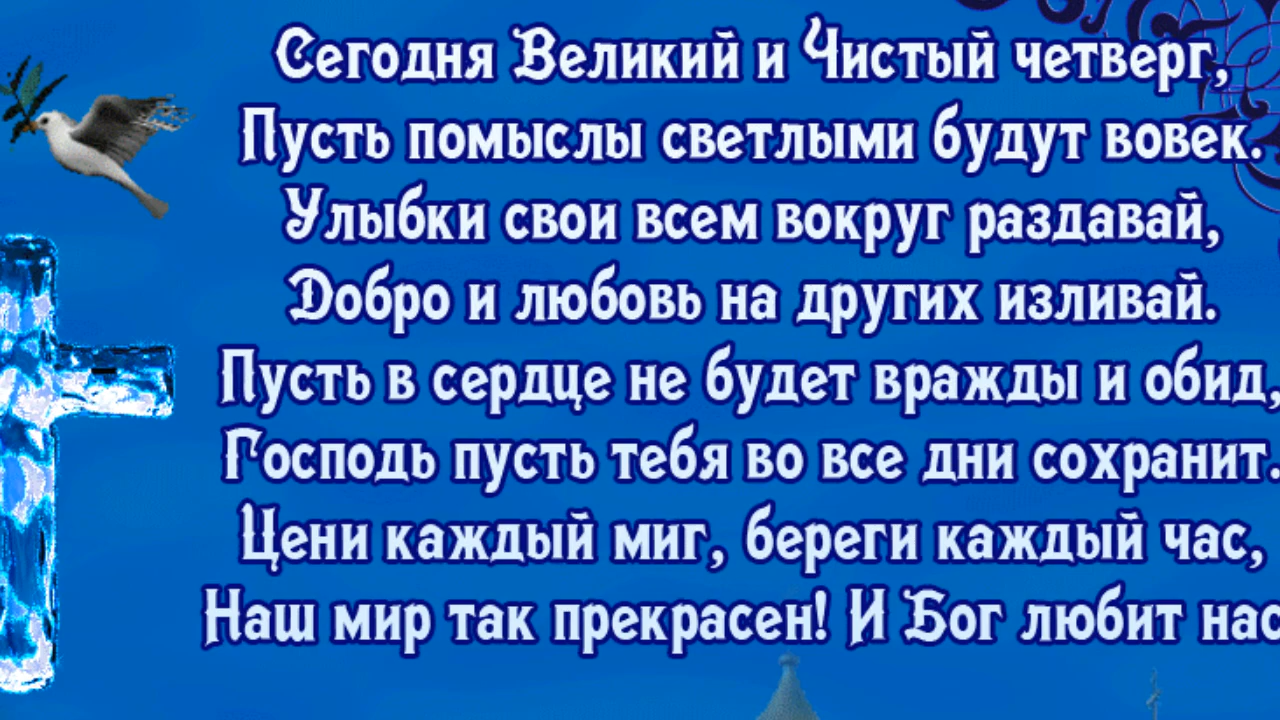 Сегодня Великий и Чистый четверг,
Пусть помыслы светлыми будут вовек.
Улыбки свои всем вокруг раздавай,
Добро и любовь на других изливай.
Пусть в сердце не будет вражды и обид,
Господь пусть тебя во все дни сохранит.
Цени каждый миг, береги каждый час,
Наш мир так прекрасен! И Бог любит нас